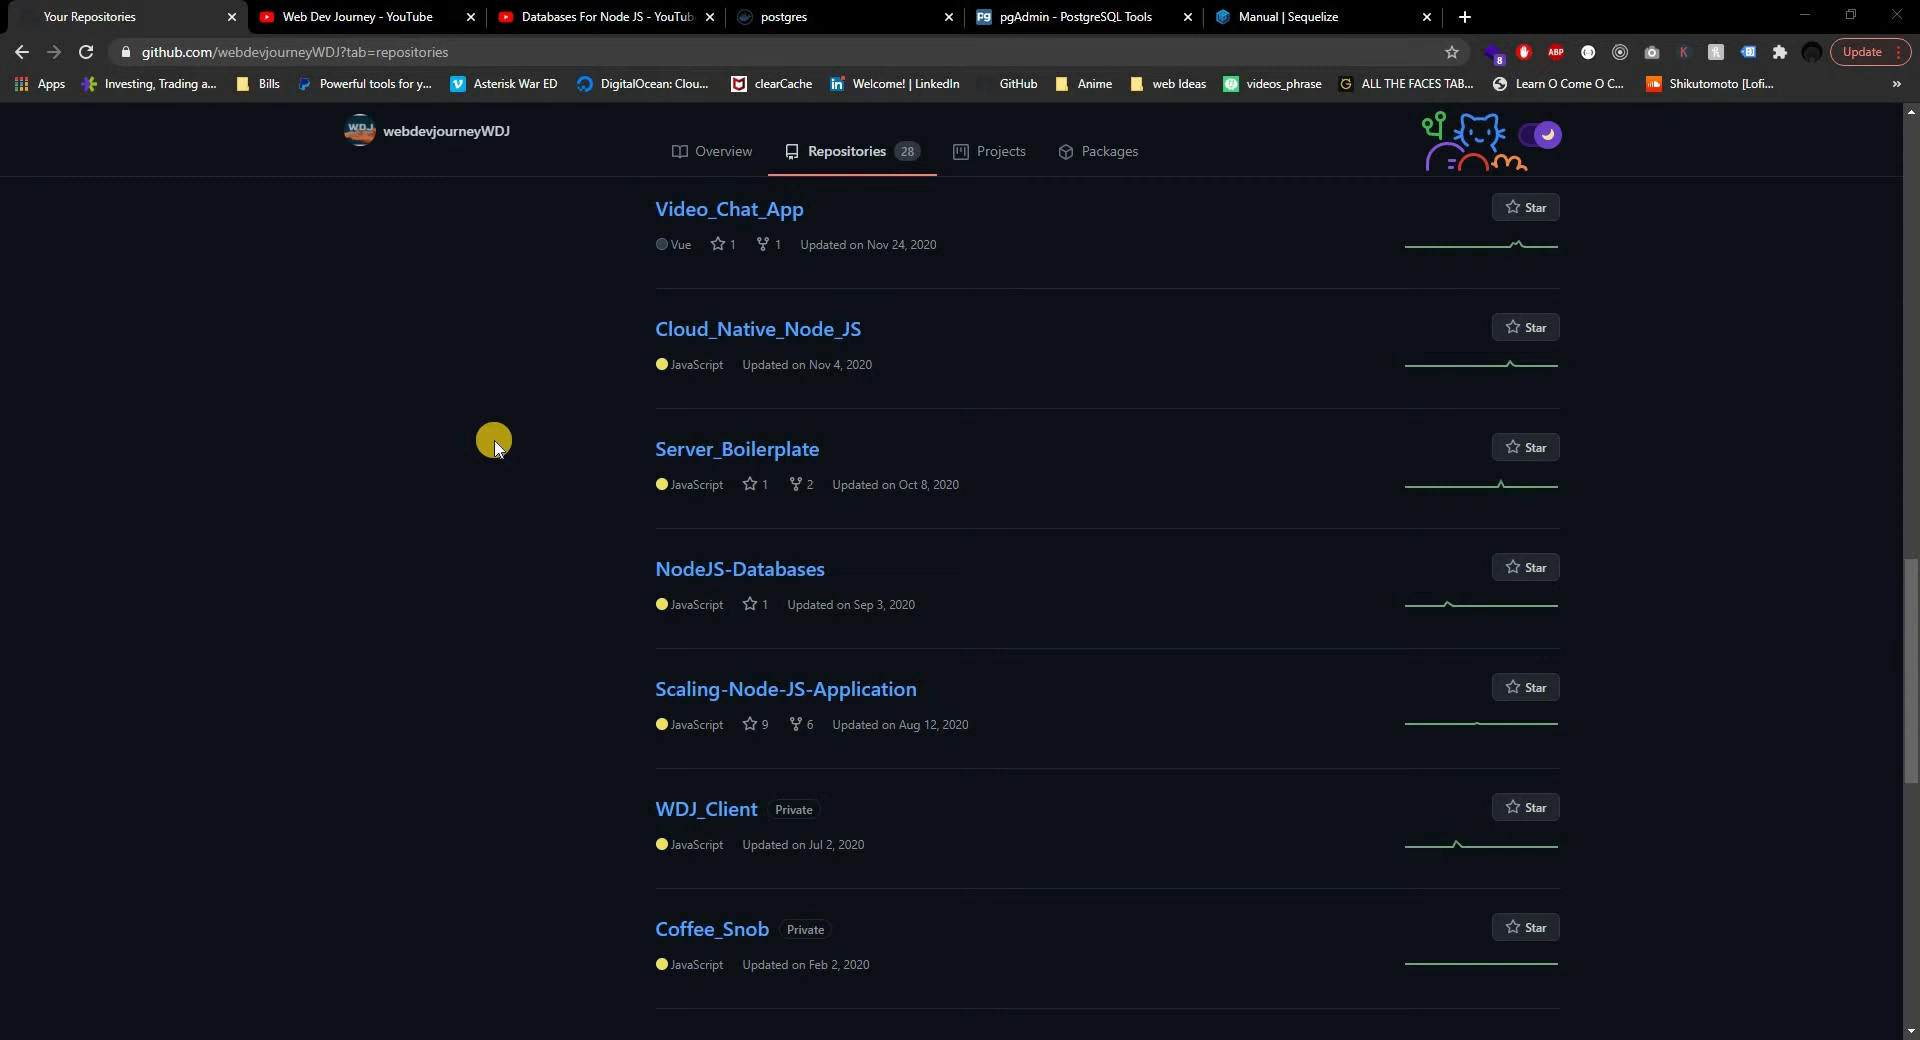 Your Repositories
Web Dev Journey - YouTube
Databases For Node JS - YouTub
postgres
pgAdmin - PostgreSQL Tools
Manual | Sequelize
github.com/webdevjourneyWDJ?tab=repositories
8
ABP
K
Update
Apps
Investing, Trading a...
Bills
Powerful tools for y...
Asterisk War ED
DigitalOcean: Clou...
clearCache
Welcome! | LinkedIn
GitHub
Anime
web Ideas
videos_phrase
ALL THE FACES TAB...
Learn O Come O C...
Shikutomoto [Lofi...
»
WDJ
webdevjourneyWDJ
Overview
Repositories 28
Projects
Packages
Video_Chat_App
Star
Vue 1 1 Updated on Nov 24, 2020
Cloud_Native_Node_JS
Star
JavaScript Updated on Nov 4, 2020
Server_Boilerplate
Star
JavaScript 1 2 Updated on Oct 8, 2020
NodeJS-Databases
Star
JavaScript 1 Updated on Sep 3, 2020
Scaling-Node-JS-Application
Star
JavaScript 9 6 Updated on Aug 12, 2020
WDJ_Client Private
Star
JavaScript Updated on Jul 2, 2020
Coffee_Snob Private
Star
JavaScript Updated on Feb 2, 2020